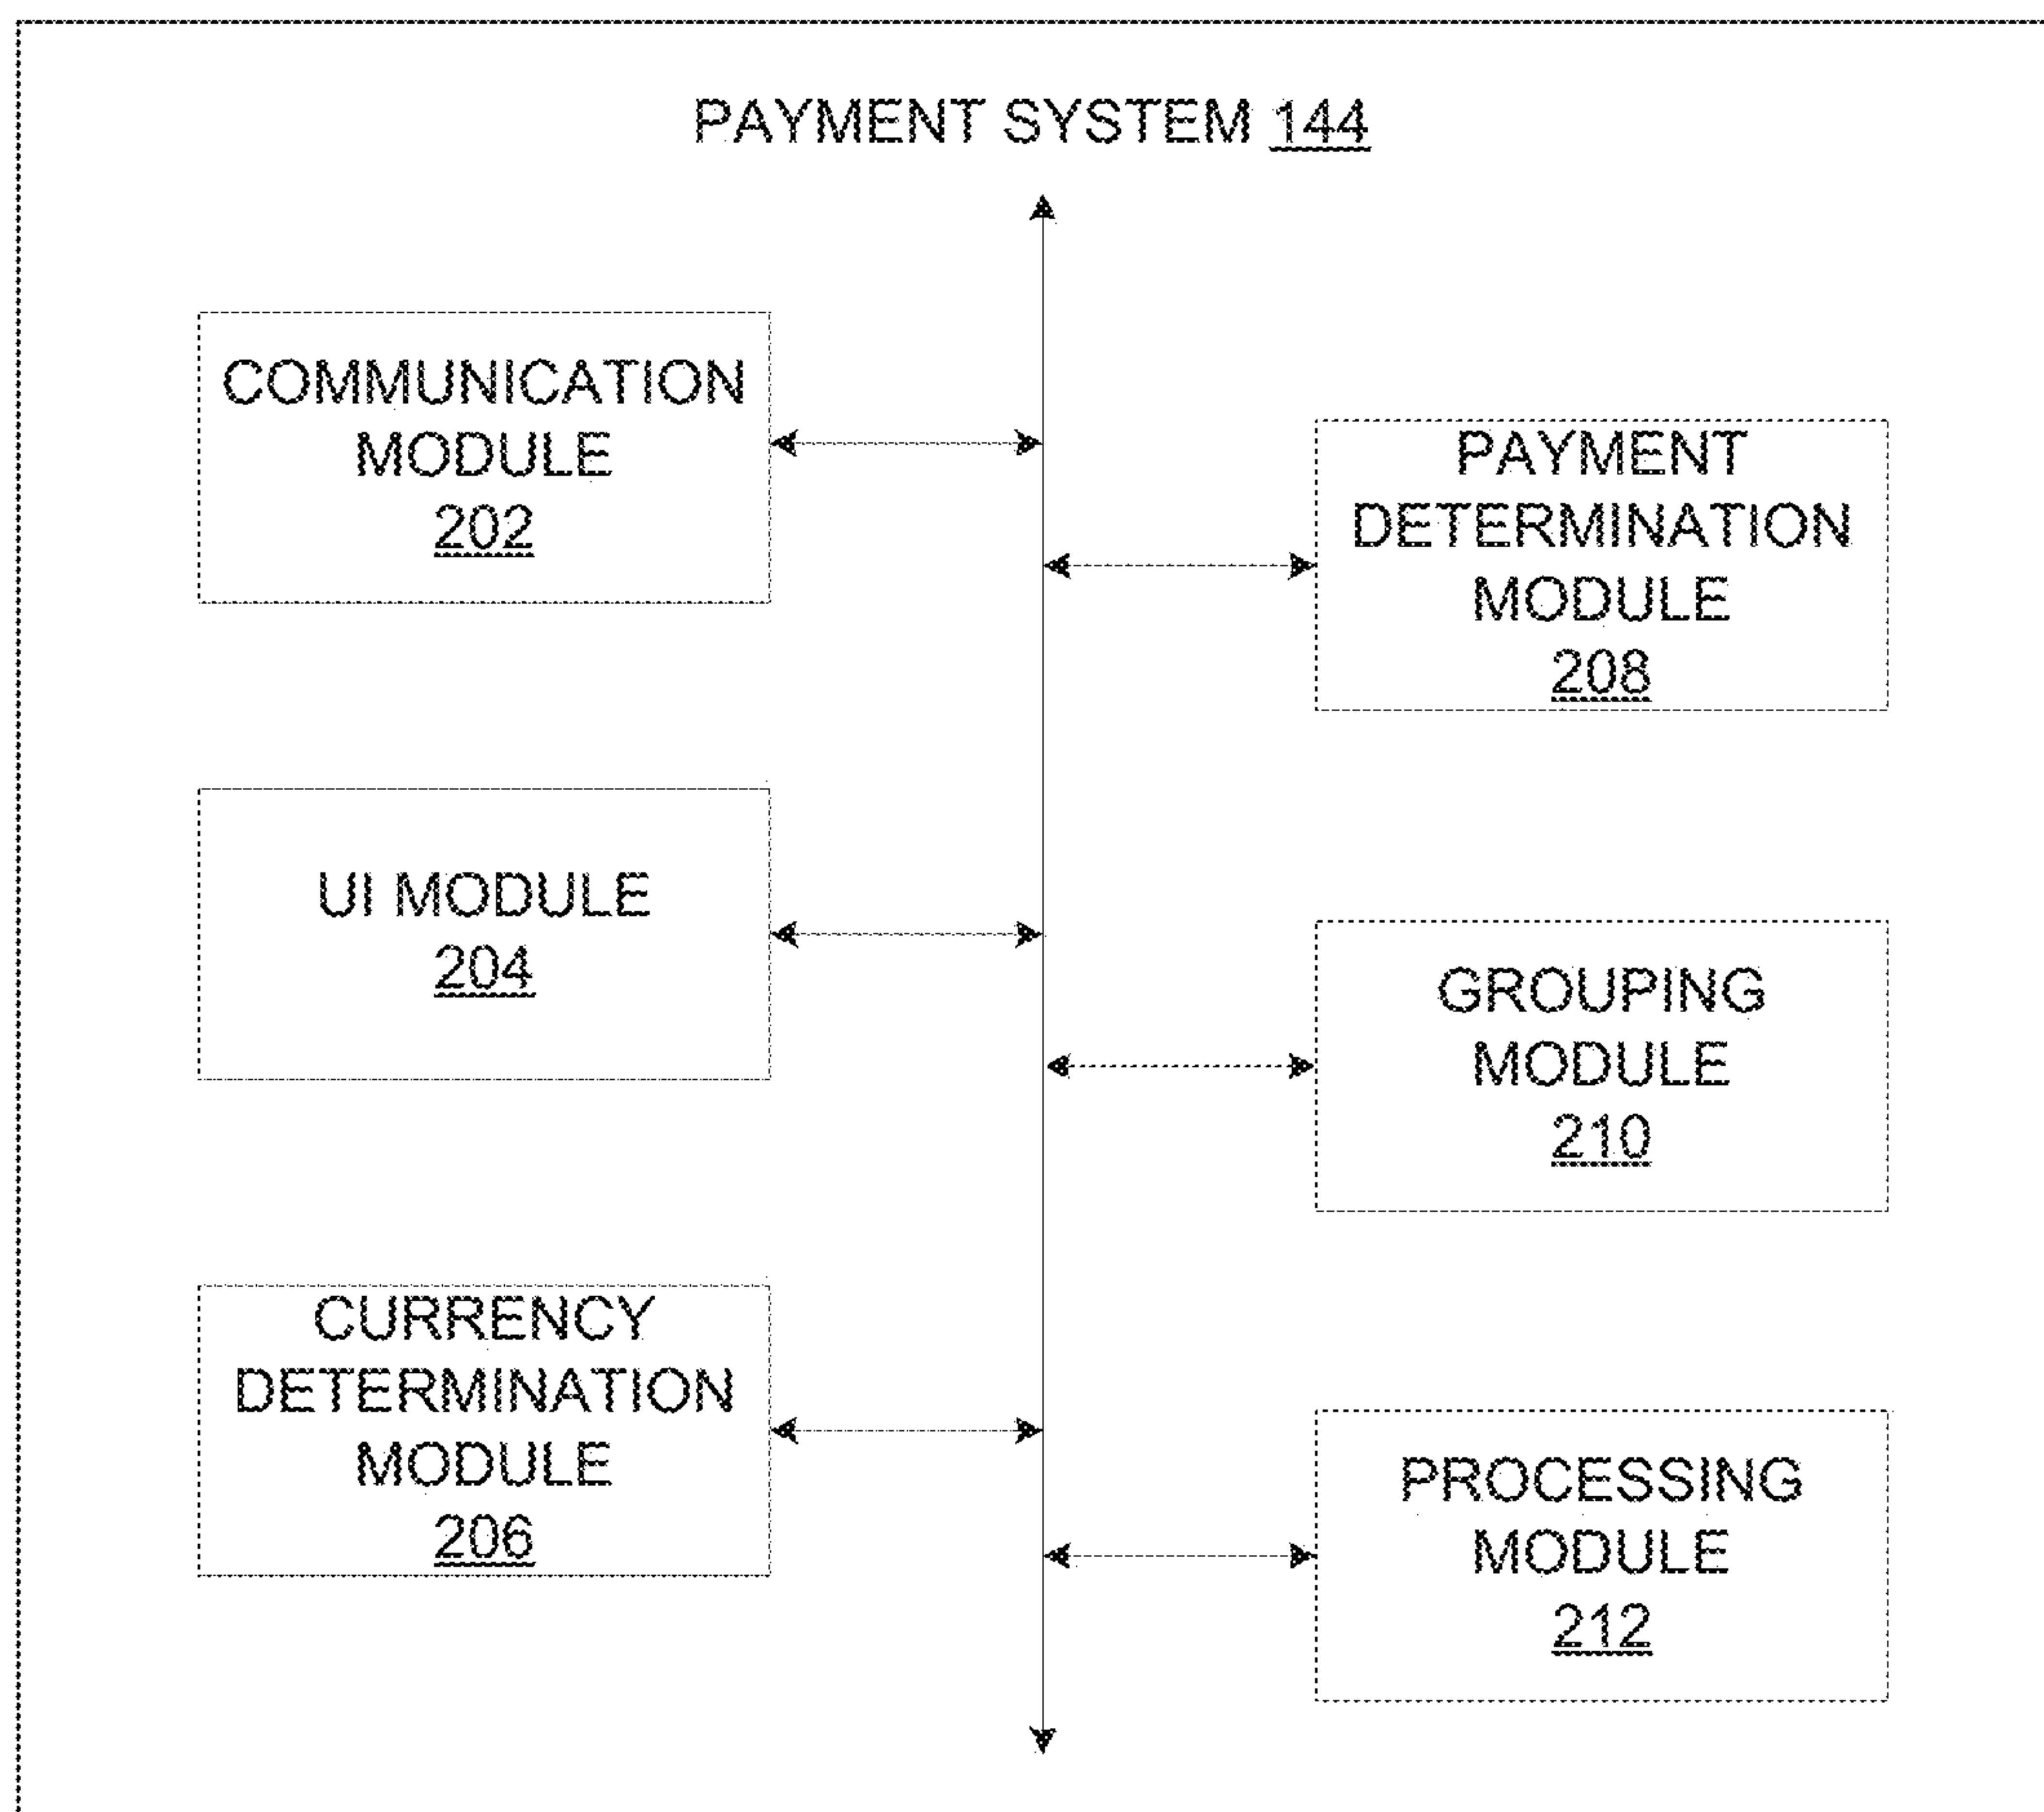 PAYMENT SYSTEM 144
COMMUNICATION
MODULE
202
UI MODULE
204
CURRENCY
DETERMINATION
MODULE
206
PAYMENT
DETERMINATION
MODULE
208
GROUPING
MODULE
210
PROCESSING
MODULE
212